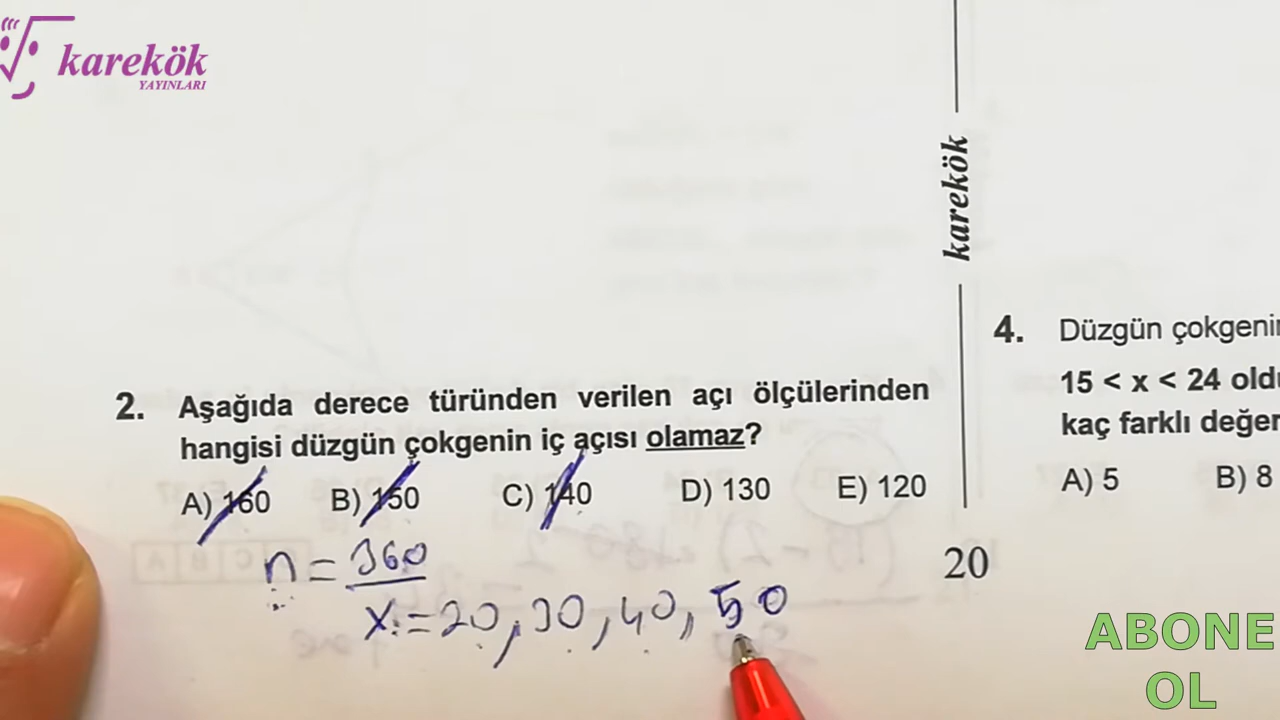 karekök
YAYINLARI
karekök
2. Aşağıda derece türünden verilen açı ölçülerinden
hangisi düzgün çokgenin iç açısı olamaz?
A) 160 B) 150 C) 140 D) 130 E) 120
n = 360
x = 20, 30, 40, 50
4. Düzgün çokgenin
15 < x < 24
kaç farklı
A) 5 B) 8
20
ABONE
OL